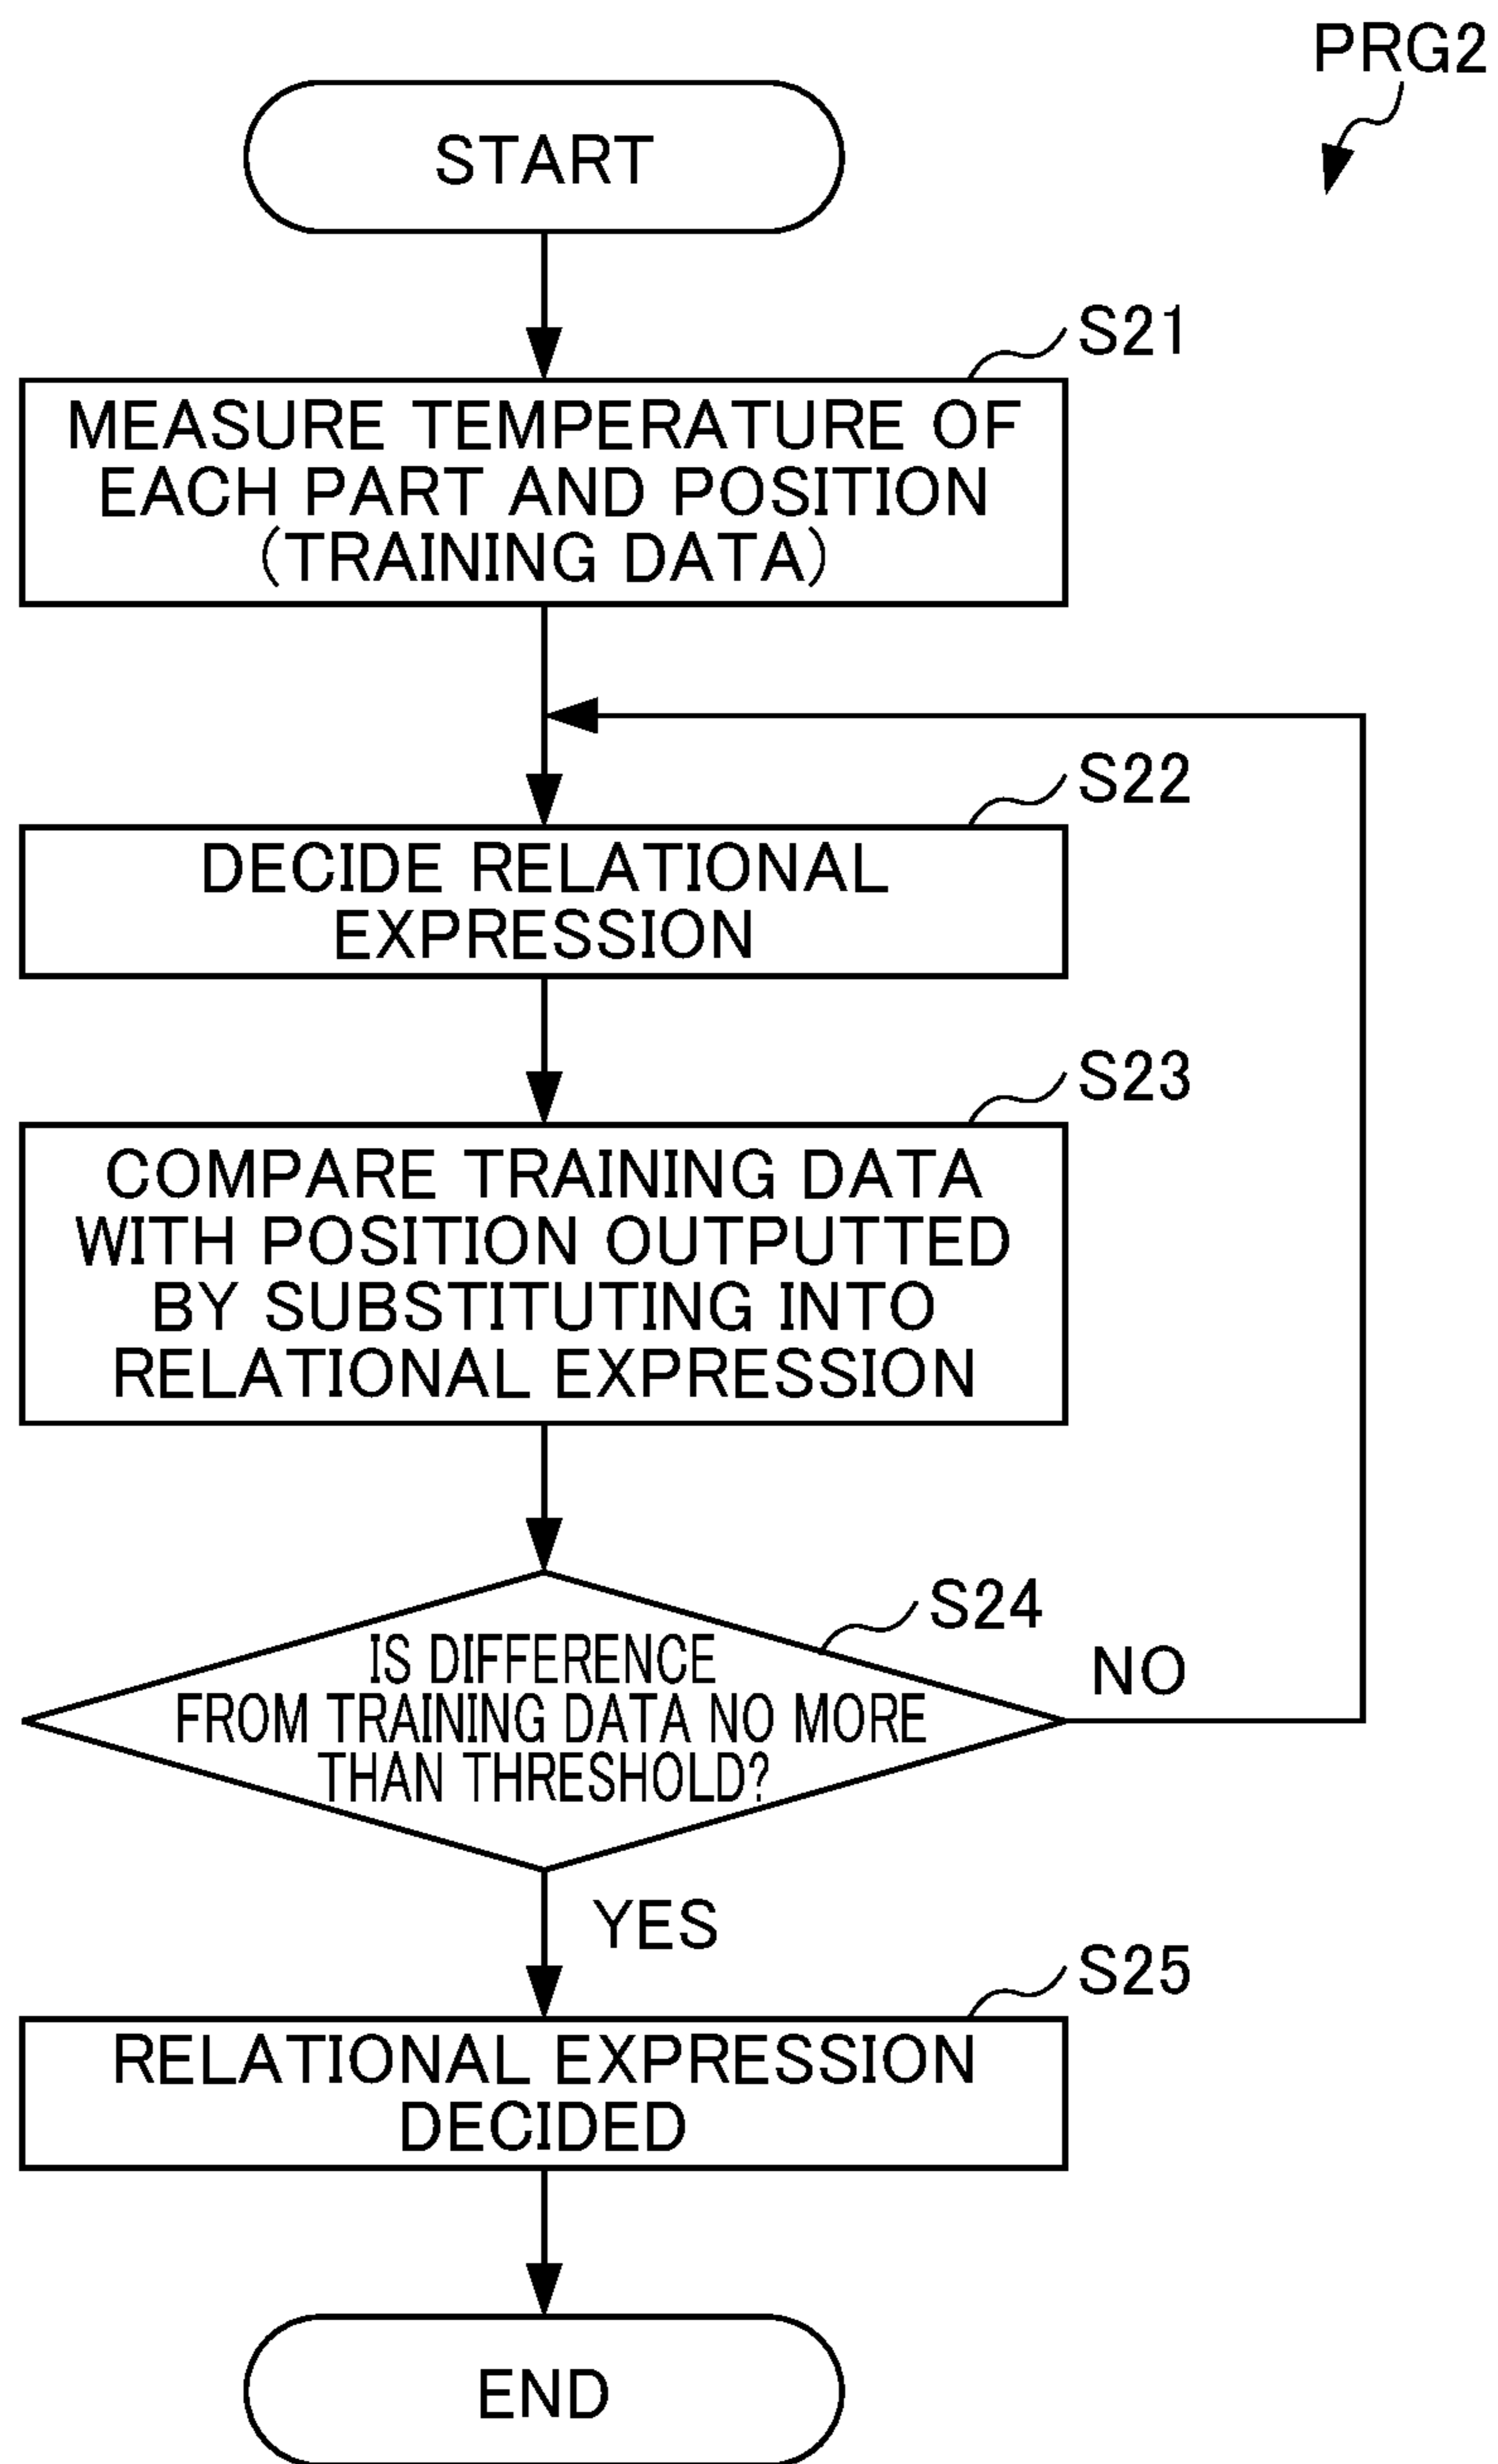 PRG2
START
S21
MEASURE TEMPERATURE OF
EACH PART AND POSITION
(TRAINING DATA)
S22
DECIDE RELATIONAL
EXPRESSION
S23
COMPARE TRAINING DATA
WITH POSITION OUTPUTTED
BY SUBSTITUTING INTO
RELATIONAL EXPRESSION
S24
IS DIFFERENCE
FROM TRAINING DATA NO MORE
THAN THRESHOLD?
NO
YES
S25
RELATIONAL EXPRESSION
DECIDED
END